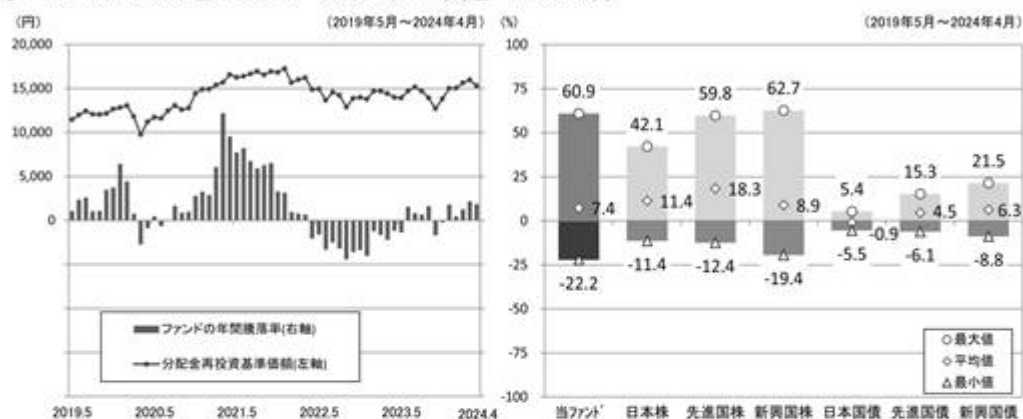 (円)
(2019年5月～2024年4月)
20,000
15,000
10,000
5,000
0
ファンドの年間騰落率(右軸)
分配金再投資基準価額(左軸)
2019.5 2020.5 2021.5 2022.5 2023.5 2024.4
(%)
(2019年5月～2024年4月)
100
75
50
25
0
-25
-50
-75
-100
60.9 42.1 59.8 62.7 5.4 15.3 21.5
7.4 11.4 18.3 8.9 -0.9 4.5 6.3
-22.2 -11.4 -12.4 -19.4 -5.5 -6.1 -8.8
最大値
平均値
最小値
当ファンド 日本株 先進国株 新興国株 日本国債 先進国債 新興国債